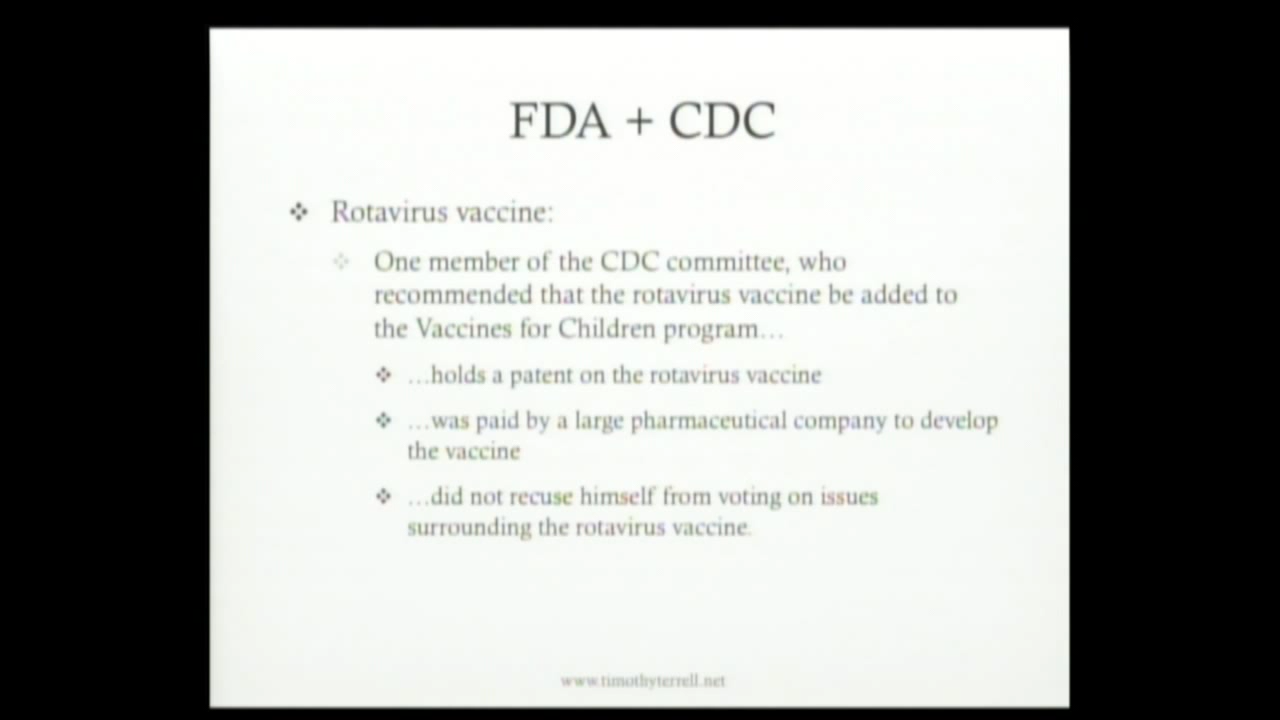 FDA + CDC
❖ Rotavirus vaccine:
❖ One member of the CDC committee, who
recommended that the rotavirus vaccine be added to
the Vaccines for Children program…
❖ …holds a patent on the rotavirus vaccine
❖ …was paid by a large pharmaceutical company to develop
the vaccine
❖ …did not recuse himself from voting on issues
surrounding the rotavirus vaccine.
www.timothyterrell.net